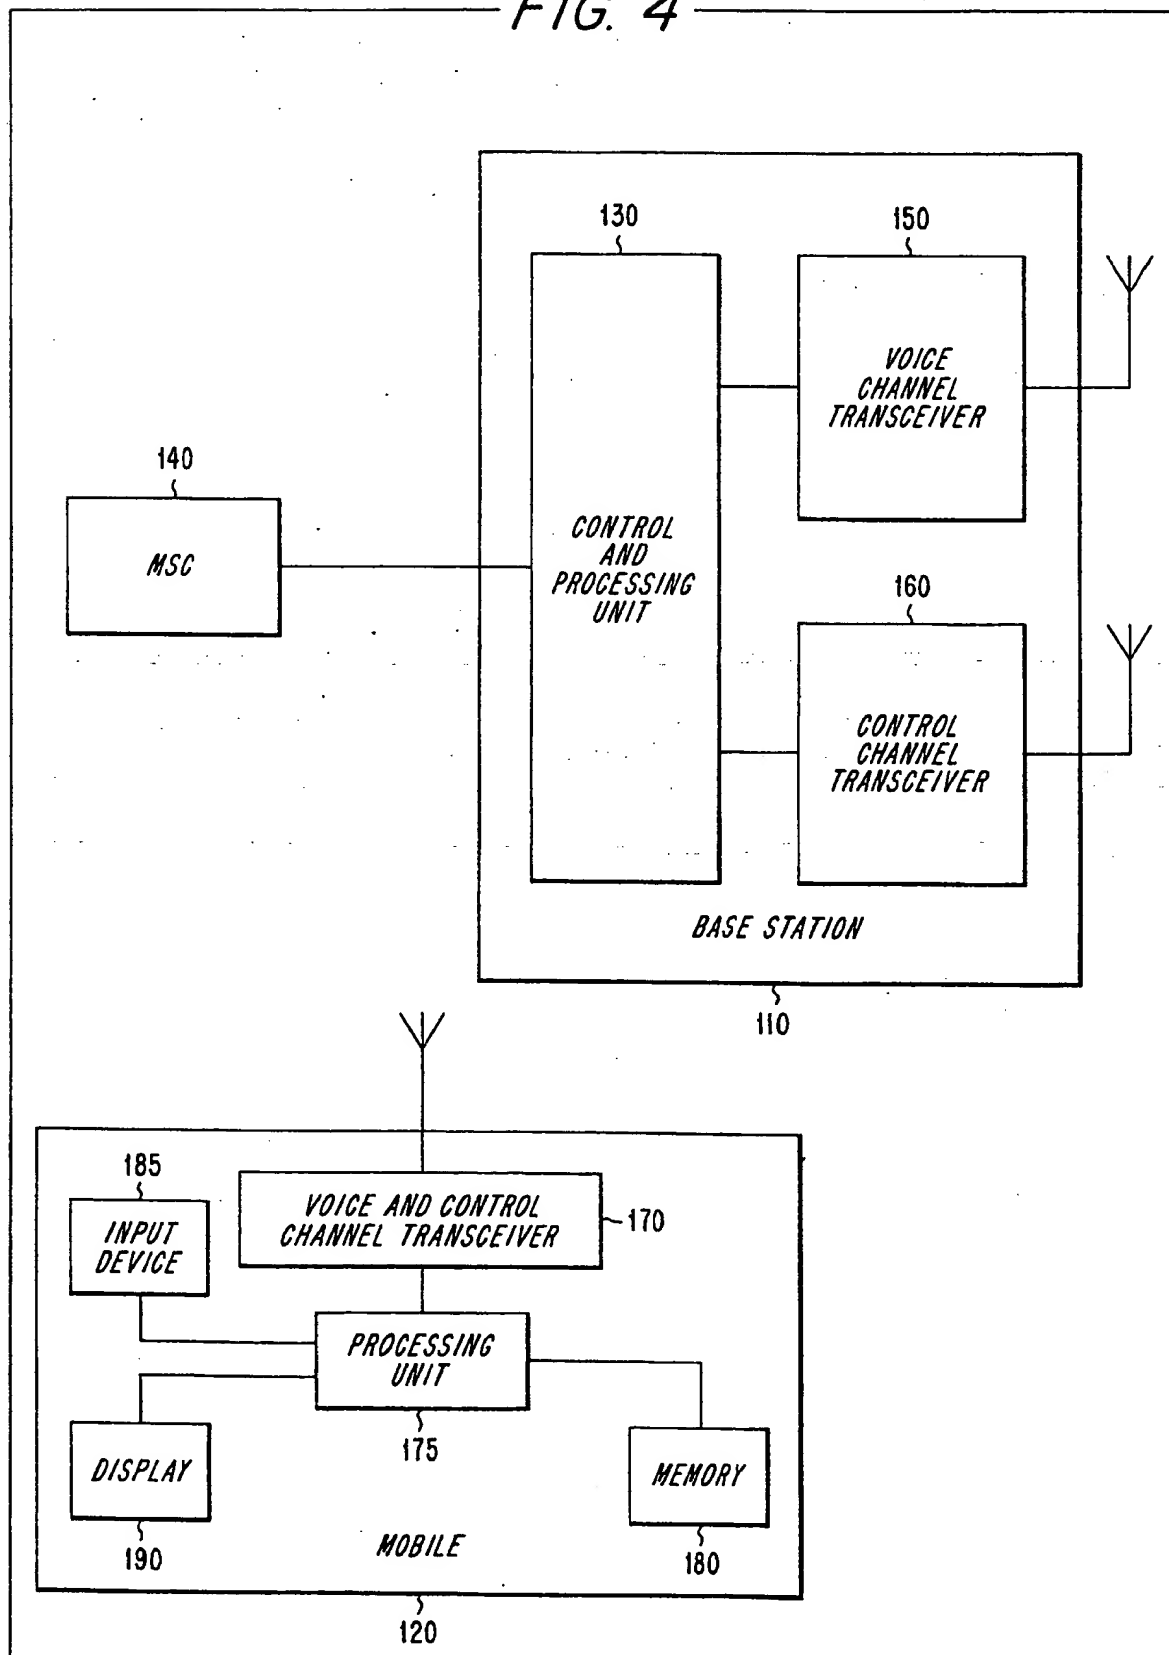 FIG. 4
130
150
VOICE
CHANNEL
TRANSCEIVER
140
MSC
CONTROL
AND
PROCESSING
UNIT
160
CONTROL
CHANNEL
TRANSCEIVER
BASE STATION
110
185
INPUT
DEVICE
VOICE AND CONTROL
CHANNEL TRANSCEIVER
170
PROCESSING
UNIT
175
DISPLAY
190
MEMORY
180
MOBILE
120